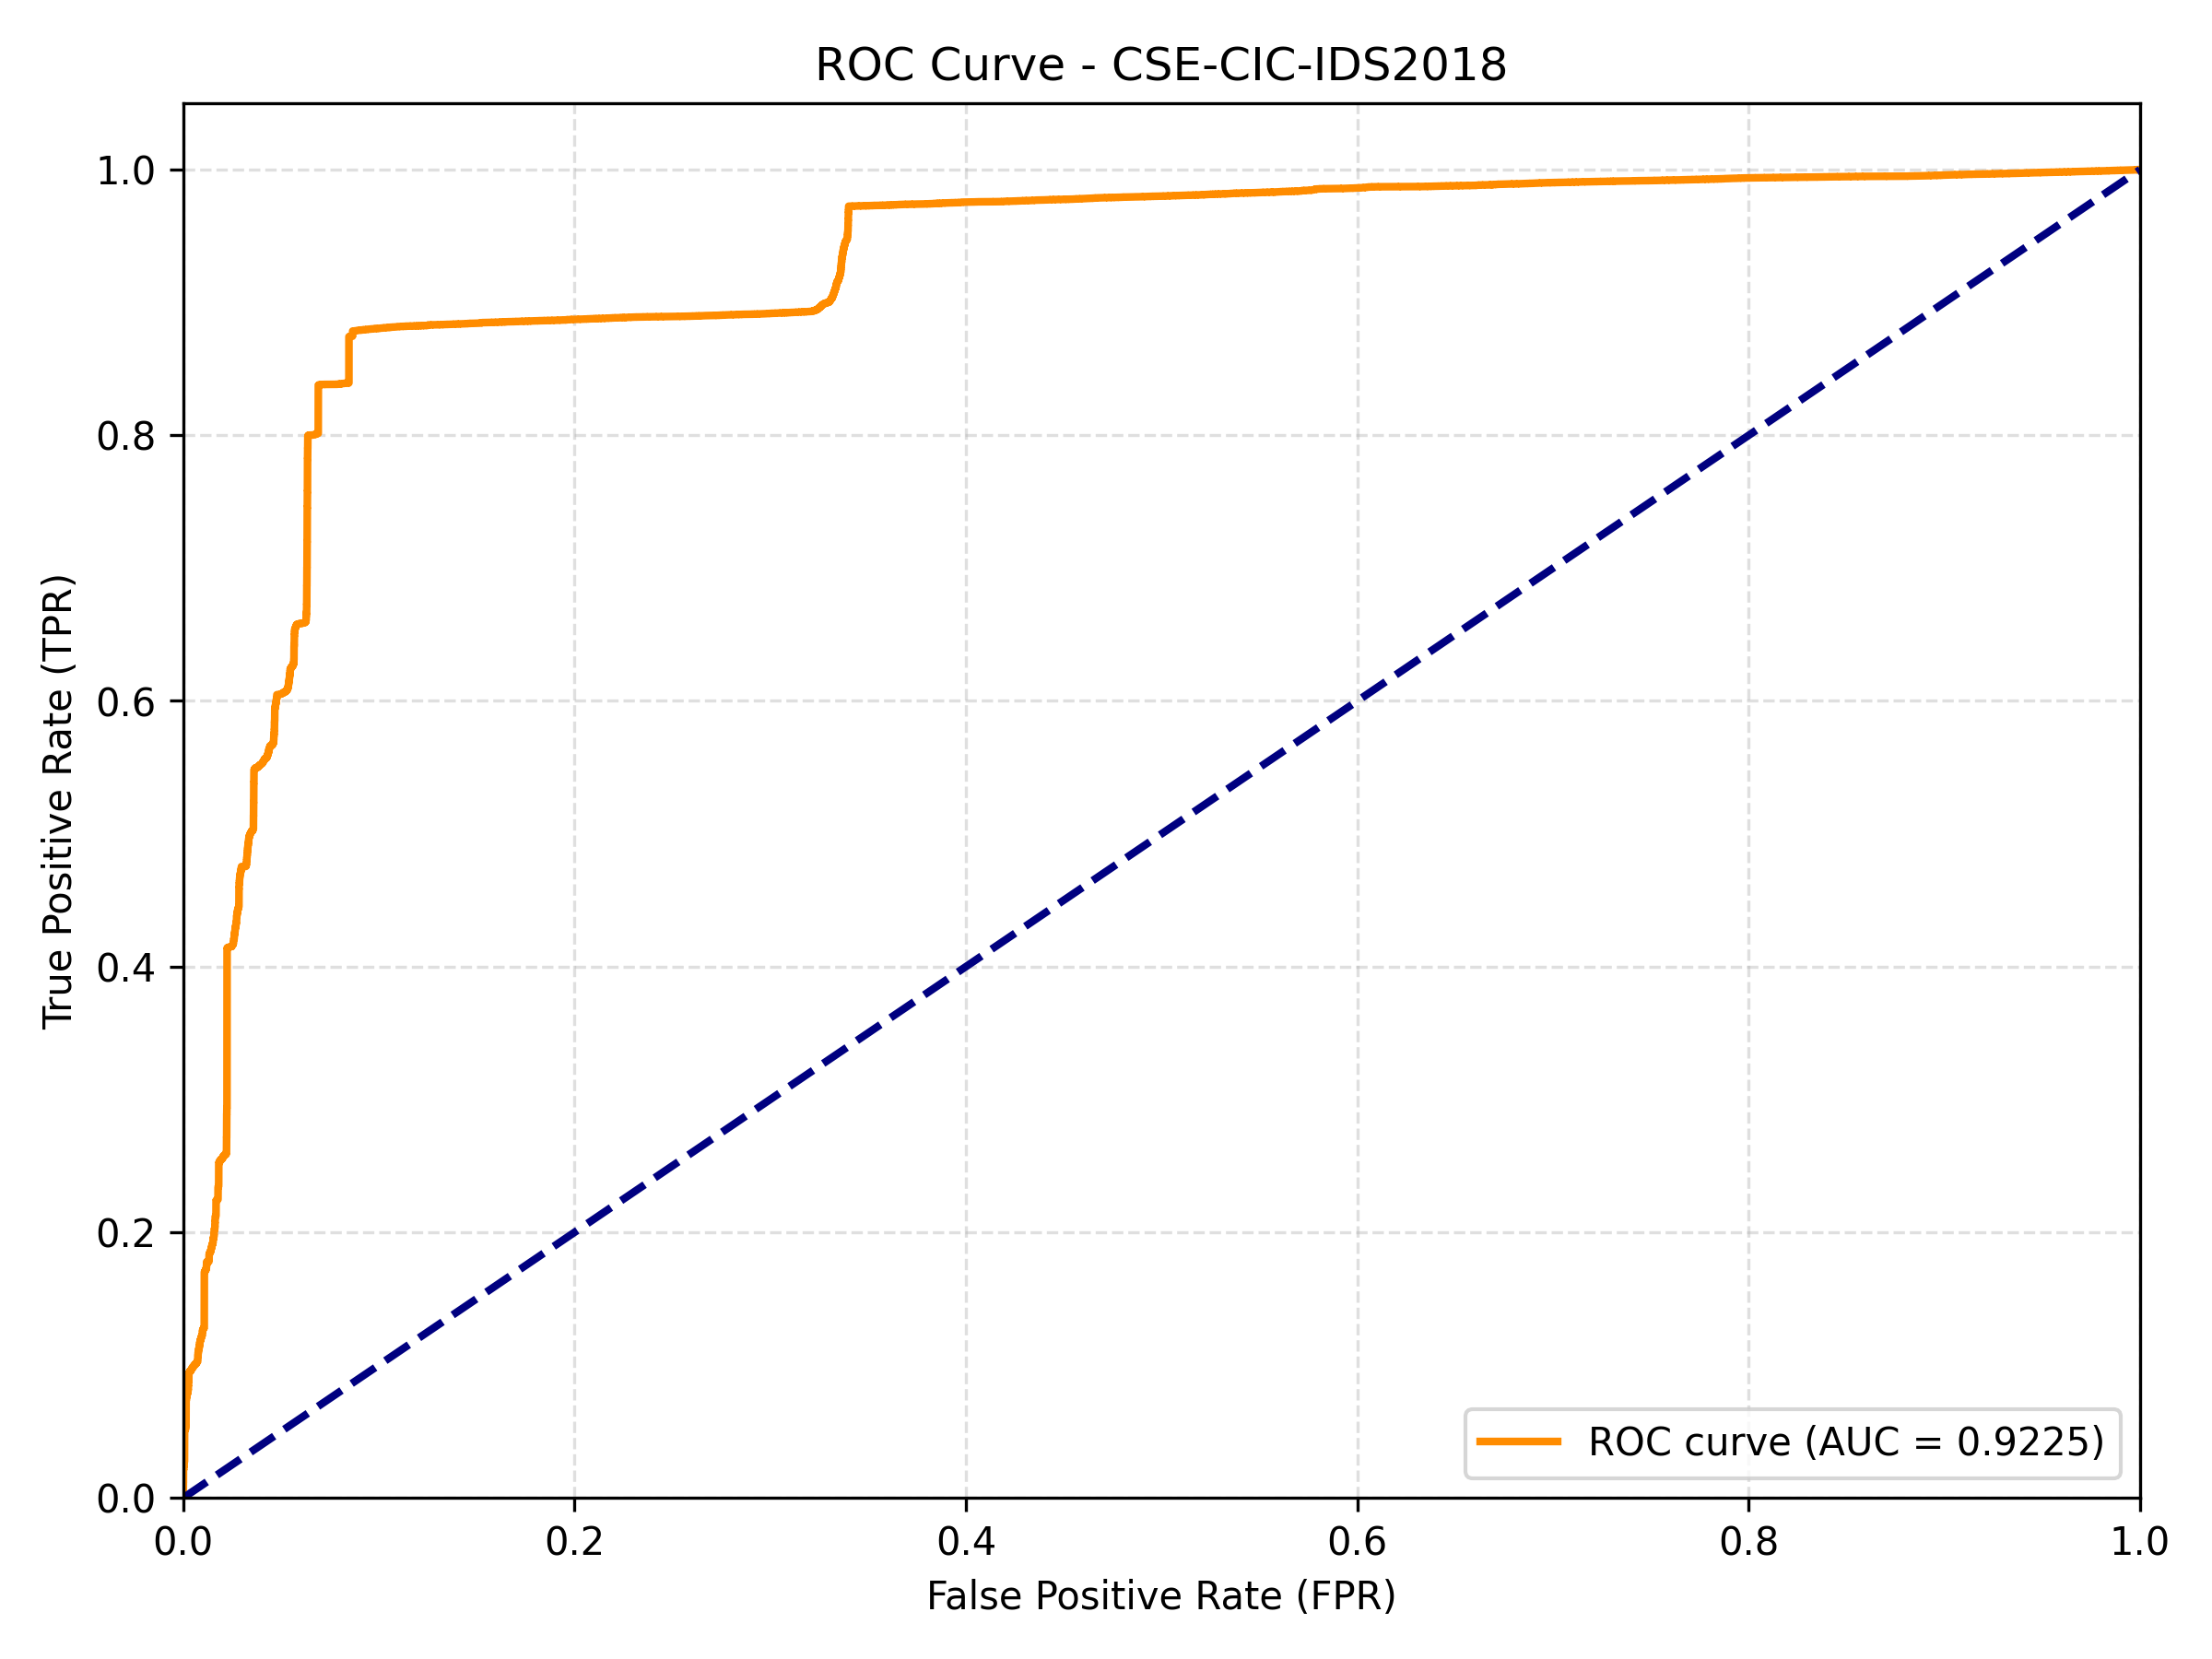 ROC Curve - CSE-CIC-IDS2018
True Positive Rate (TPR)
1.0
0.8
0.6
0.4
0.2
0.0
0.0 0.2 0.4 0.6 0.8 1.0
False Positive Rate (FPR)
ROC curve (AUC = 0.9225)